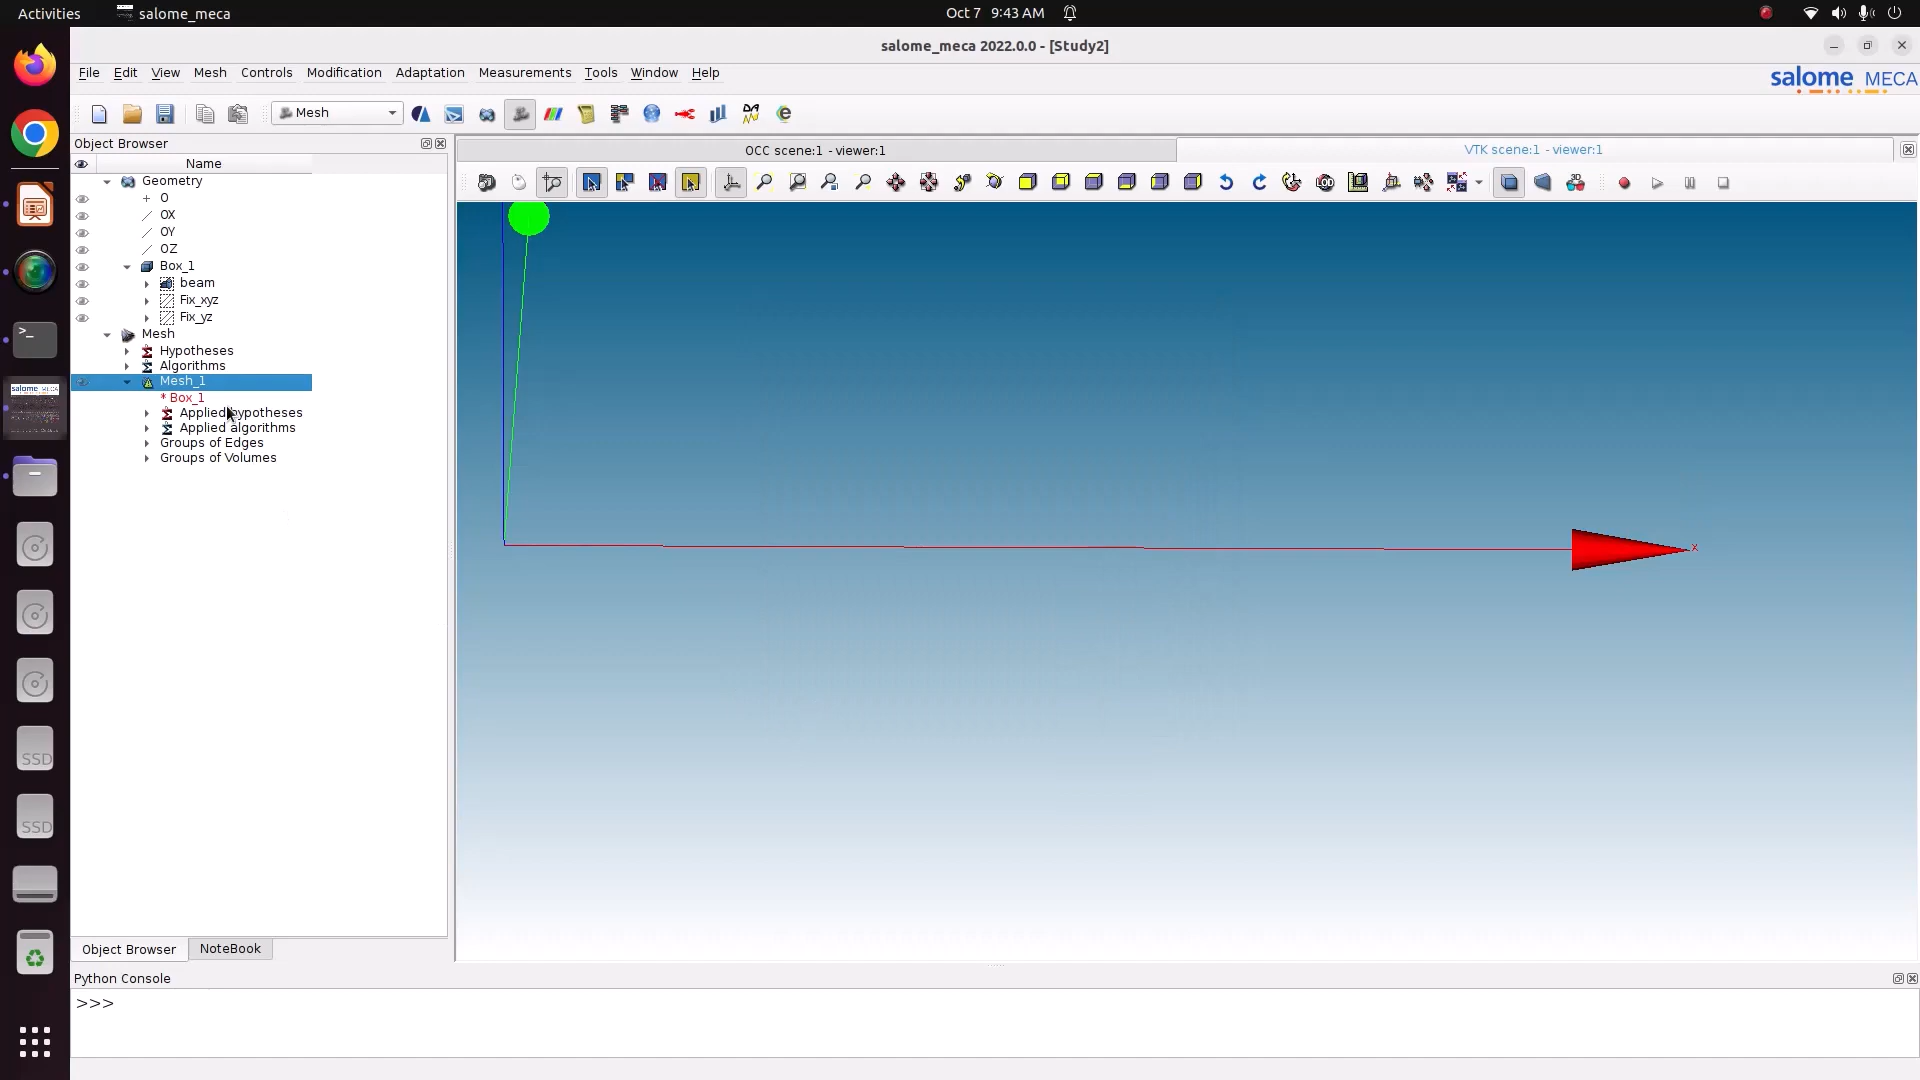 Activities
salome_meca
Oct 7 9:43 AM
salome_meca 2022.0.0 - [Study2]
File Edit View Mesh Controls Modification Adaptation Measurements Tools Window Help
salome MECA
Mesh
Object Browser
OCC scene:1 - viewer:1
VTK scene:1 - viewer:1
Name
Geometry
O
OX
OY
OZ
Box_1
beam
Fix_xyz
Fix_yz
Mesh
Hypotheses
Algorithms
Mesh_1
* Box_1
Applied hypotheses
Applied algorithms
Groups of Edges
Groups of Volumes
X
SSD
SSD
Object Browser
NoteBook
Python Console
>>>